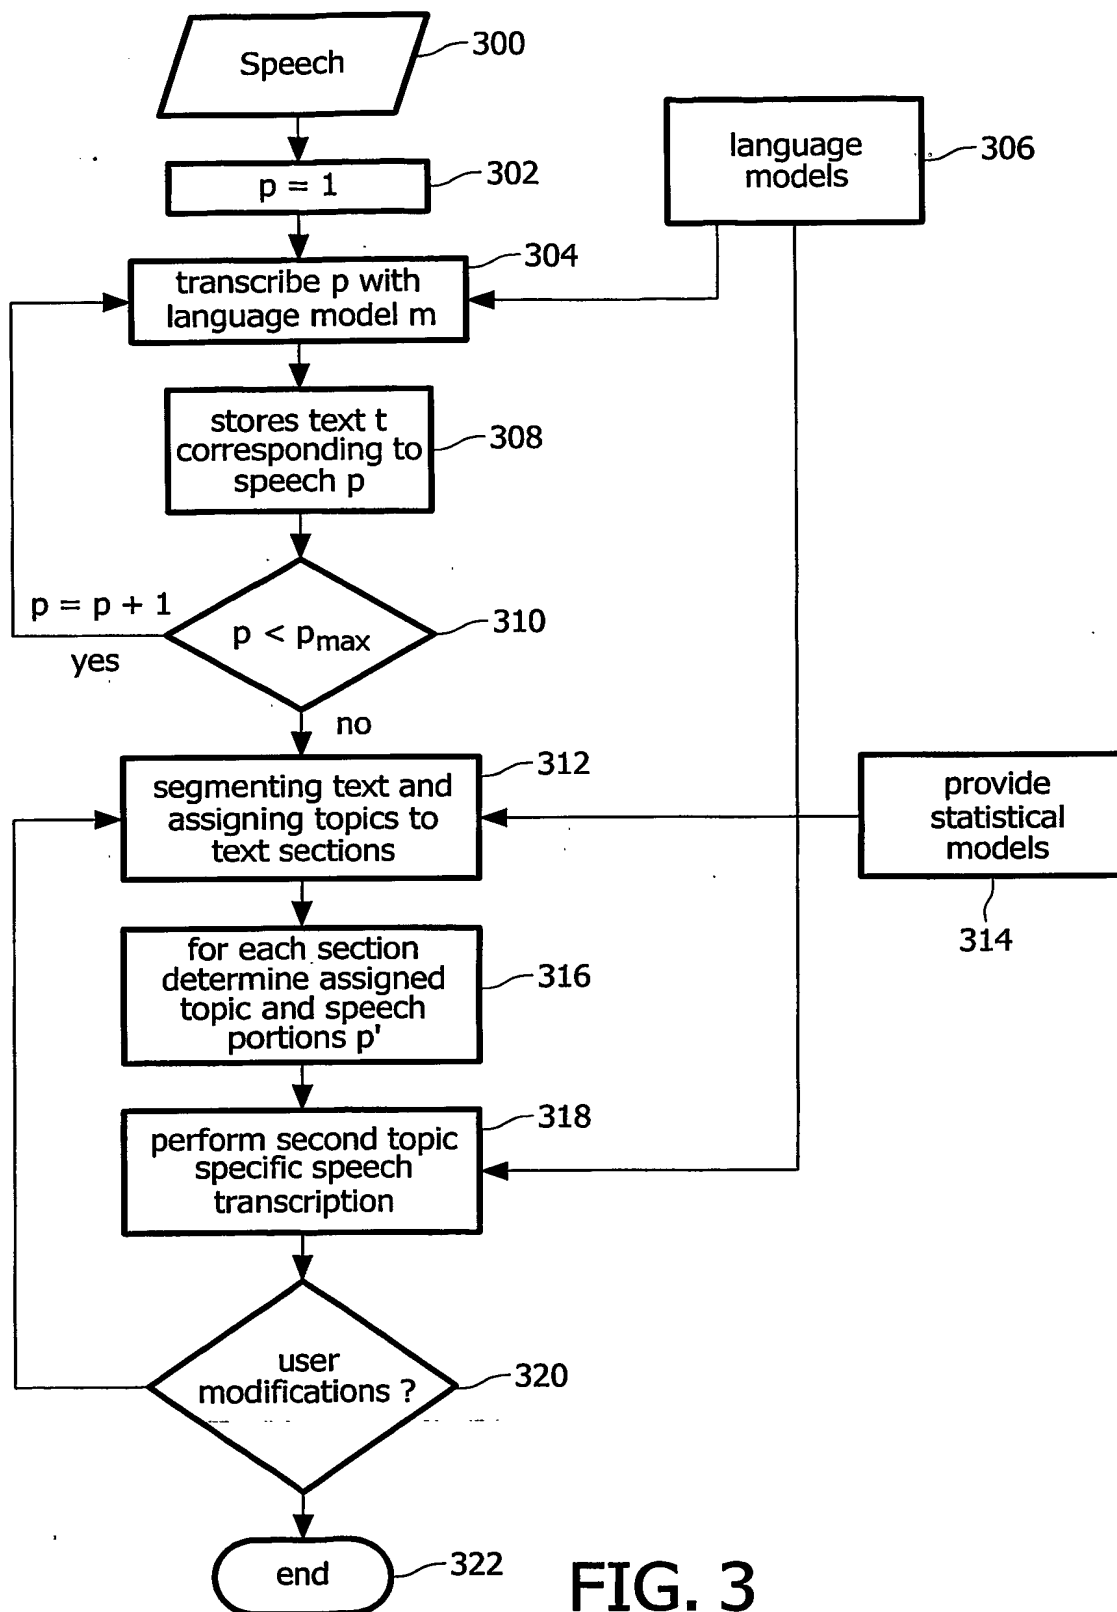 Speech
300
p = 1
302
language
models
306
304
transcribe p with
language model m
stores text t
corresponding to
speech p
308
p = p + 1
yes
p < pmax
310
no
312
segmenting text and
assigning topics to
text sections
provide
statistical
models
314
for each section
determine assigned
topic and speech
portions p'
316
318
perform second topic
specific speech
transcription
user
modifications ?
320
end
322
FIG. 3